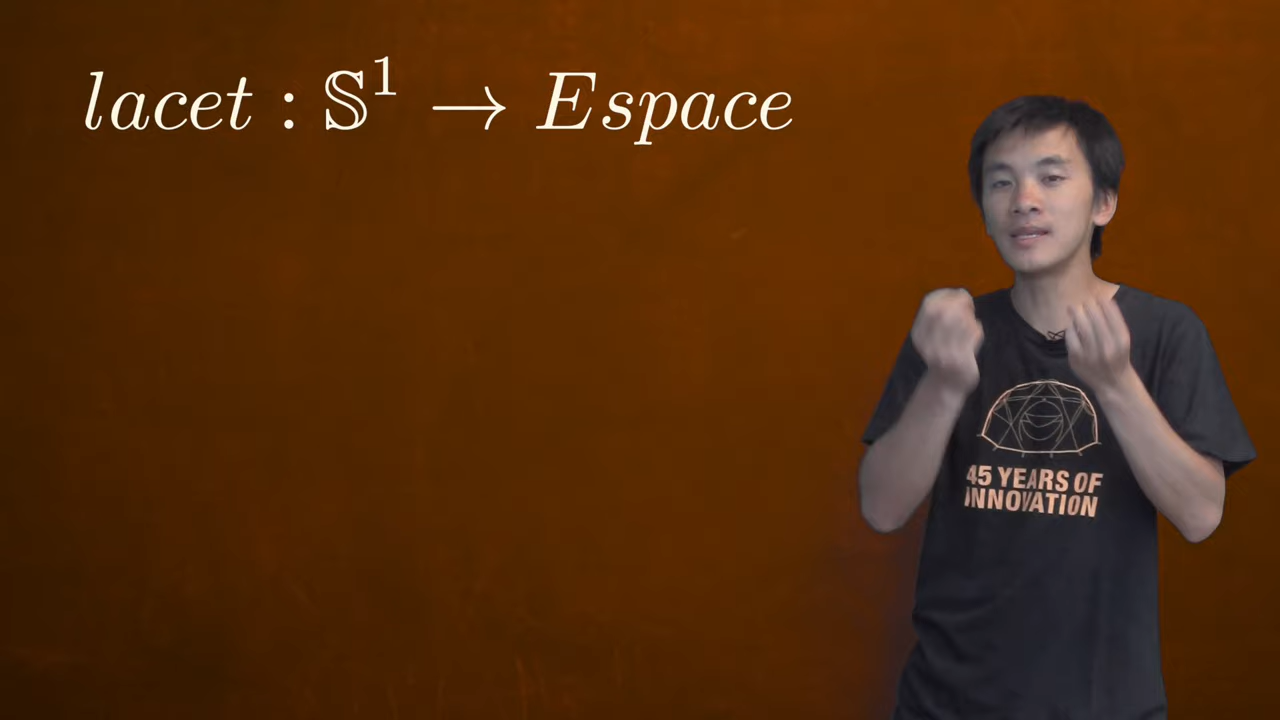 lacet : 𝕊¹ → Espace
45 YEARS OF
INNOVATION